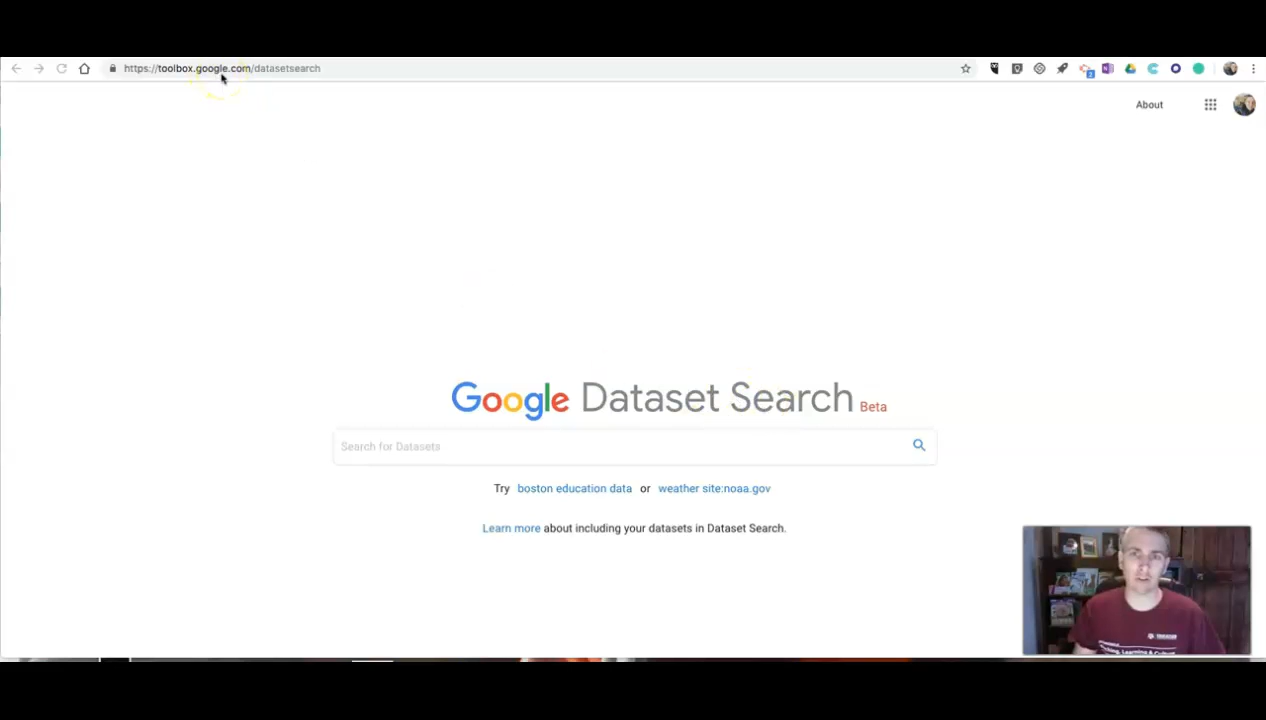 https://toolbox.google.com/datasetsearch
About
Google Dataset Search Beta
Search for Datasets
Try boston education data or weather site:noaa.gov
Learn more about including your datasets in Dataset Search.